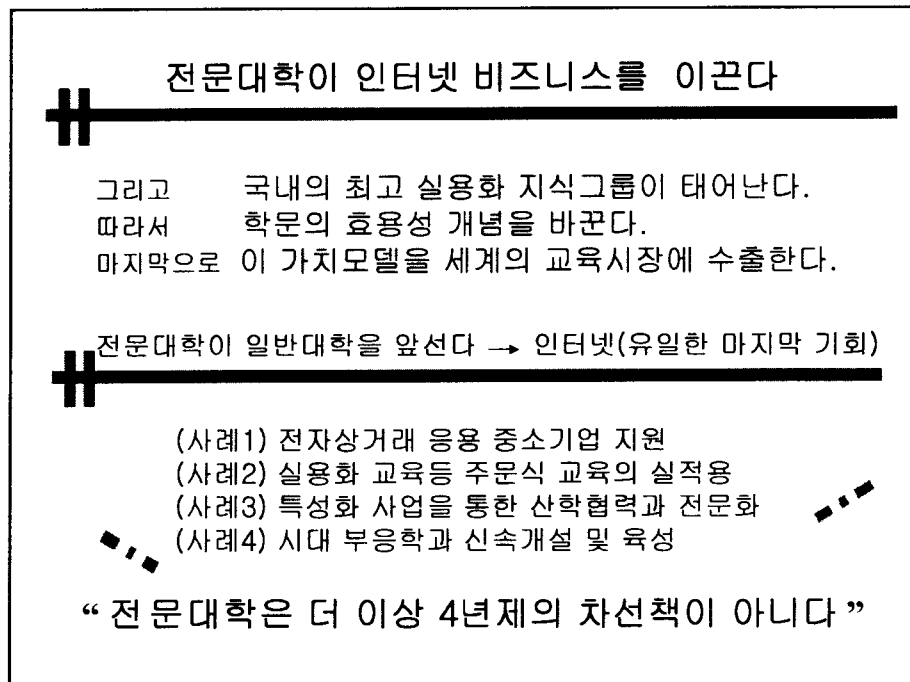 전문대학이 인터넷 비즈니스를 이끈다
그리고 국내의 최고 실용화 지식그룹이 태어난다.
따라서 학문의 효용성 개념을 바꾼다.
마지막으로 이 가치모델을 세계의 교육시장에 수출한다.
전문대학이 일반대학을 앞선다 → 인터넷(유일한 마지막 기회)
(사례1) 전자상거래 응용 중소기업 지원
(사례2) 실용화 교육등 주문식 교육의 실적용
(사례3) 특성화 사업을 통한 산학협력과 전문화
(사례4) 시대 부응학과 신속개설 및 육성
“ 전문대학은 더 이상 4년제의 차선책이 아니다 ”